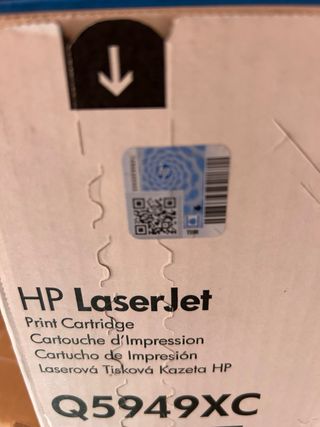 HP LaserJet
Print Cartridge
Cartouche d'Impression
Cartucho de Impresión
Laserová Tisková Kazeta HP
Q5949XC